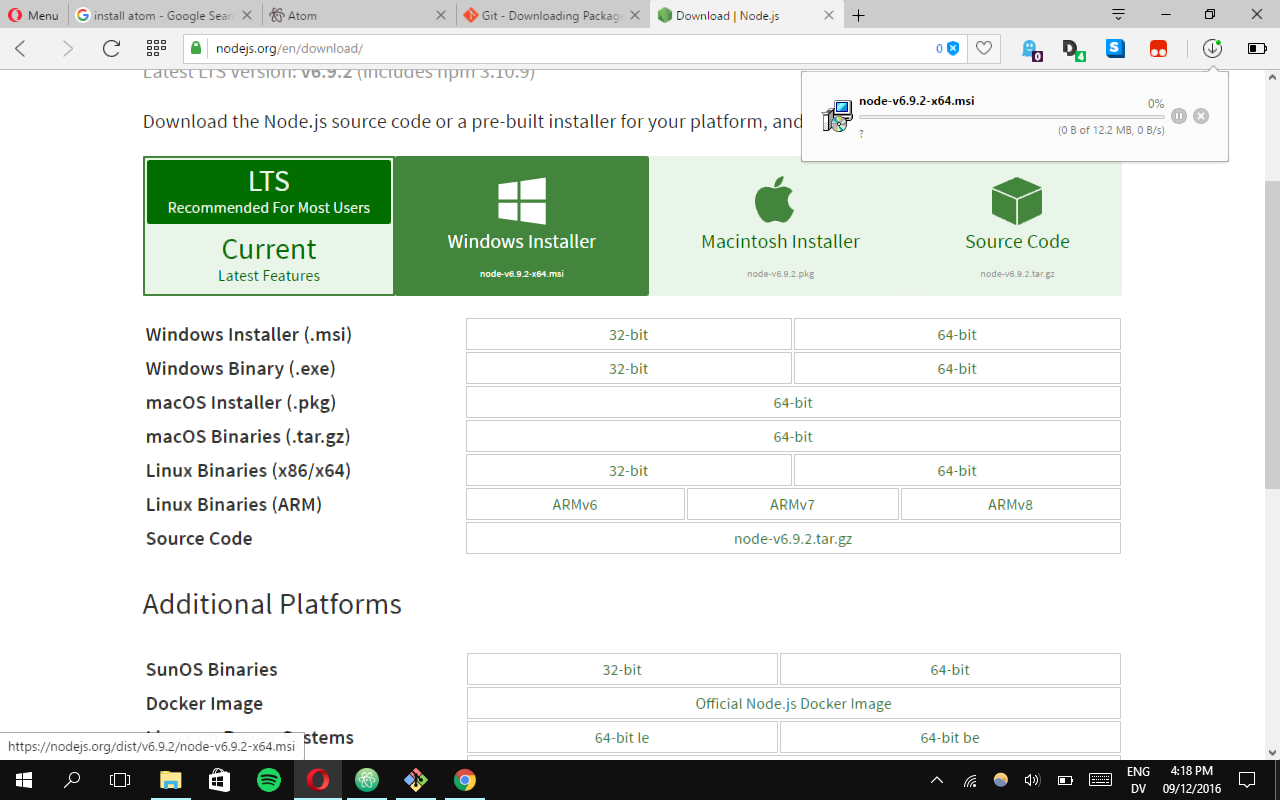 Menu
install atom - Google Sear
Atom
Git - Downloading Package
Download | Node.js
nodejs.org/en/download/
0
0
4
S
Latest LTS Version: v6.9.2 (includes npm 3.10.9)
node-v6.9.2-x64.msi
0%
?
(0 B of 12.2 MB, 0 B/s)
Download the Node.js source code or a pre-built installer for your platform, and
LTS
Recommended For Most Users
Current
Latest Features
Windows Installer
node-v6.9.2-x64.msi
Macintosh Installer
node-v6.9.2.pkg
Source Code
node-v6.9.2.tar.gz
Windows Installer (.msi)
32-bit
64-bit
Windows Binary (.exe)
32-bit
64-bit
macOS Installer (.pkg)
64-bit
macOS Binaries (.tar.gz)
64-bit
Linux Binaries (x86/x64)
32-bit
64-bit
Linux Binaries (ARM)
ARMv6
ARMv7
ARMv8
Source Code
node-v6.9.2.tar.gz
Additional Platforms
SunOS Binaries
32-bit
64-bit
Docker Image
Official Node.js Docker Image
64-bit le
64-bit be
https://nodejs.org/dist/v6.9.2/node-v6.9.2-x64.msi
ENG
DV
4:18 PM
09/12/2016